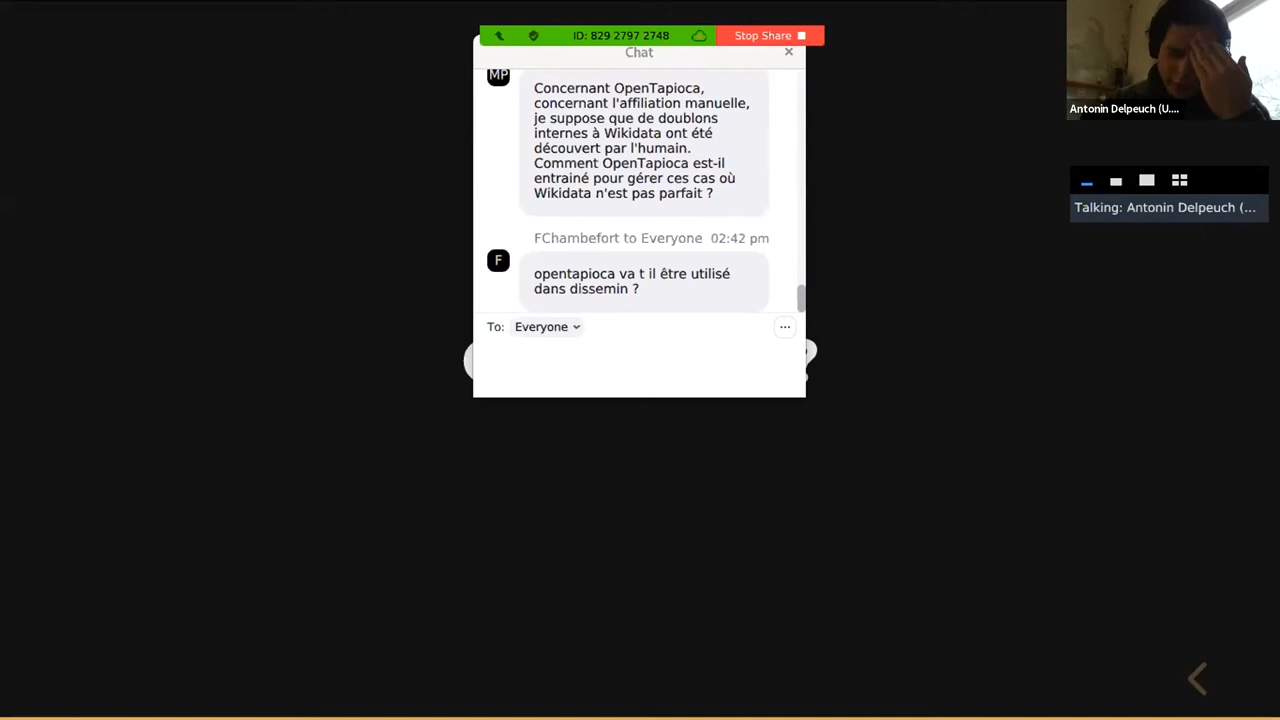 ID: 829 2797 2748
Stop Share
Chat
MP
Concernant OpenTapioca,
concernant l'affiliation manuelle,
je suppose que de doublons
internes à Wikidata ont été
découvert par l'humain.
Comment OpenTapioca est-il
entrainé pour gérer ces cas où
Wikidata n'est pas parfait ?
FChambefort to Everyone 02:42 pm
F
opentapioca va t il être utilisé
dans dissemin ?
To: Everyone
?
Antonin Delpeuch (U....
Talking: Antonin Delpeuch (...